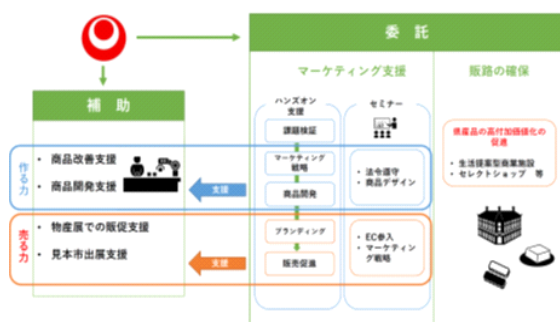 委 託
マーケティング支援
販路の確保
補 助
ハンズオン
支援
セミナー
課題検証
マーケティング
戦略
商品開発
ブランディング
販売促進
・ 法令遵守
・ 商品デザイン
・ EC参入
・ マーケティン
グ戦略
県産品の高付加価値化の
促進
・ 生活提案型商業施設
・ セレクトショップ 等
作る力
・ 商品改善支援
・ 商品開発支援
支援
売る力
・ 物産展での販促支援
・ 見本市出展支援
支援